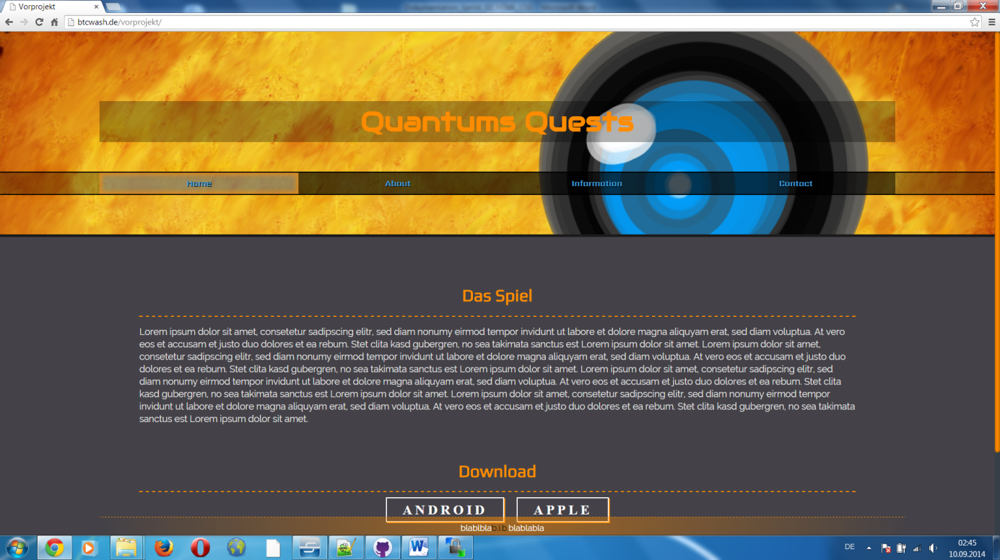 Vorprojekt
btcwash.de/vorprojekt/
Quantums Quests
Home About Information Contact
Das Spiel
Lorem ipsum dolor sit amet, consetetur sadipscing elitr, sed diam nonumy eirmod tempor invidunt ut labore et dolore magna aliquyam erat, sed diam voluptua. At vero
eos et accusam et justo duo dolores et ea rebum. Stet clita kasd gubergren, no sea takimata sanctus est Lorem ipsum dolor sit amet. Lorem ipsum dolor sit amet,
consetetur sadipscing elitr, sed diam nonumy eirmod tempor invidunt ut labore et dolore magna aliquyam erat, sed diam voluptua. At vero eos et accusam et justo duo
dolores et ea rebum. Stet clita kasd gubergren, no sea takimata sanctus est Lorem ipsum dolor sit amet. Lorem ipsum dolor sit amet, consetetur sadipscing elitr, sed
diam nonumy eirmod tempor invidunt ut labore et dolore magna aliquyam erat, sed diam voluptua. At vero eos et accusam et justo duo dolores et ea rebum. Stet clita
kasd gubergren, no sea takimata sanctus est Lorem ipsum dolor sit amet. Lorem ipsum dolor sit amet, consetetur sadipscing elitr, sed diam nonumy eirmod tempor
invidunt ut labore et dolore magna aliquyam erat, sed diam voluptua. At vero eos et accusam et justo duo dolores et ea rebum. Stet clita kasd gubergren, no sea takimata
sanctus est Lorem ipsum dolor sit amet.
Download
ANDROID APPLE
blablbla b.l.b blablabla
DE 02:45
10.09.2014